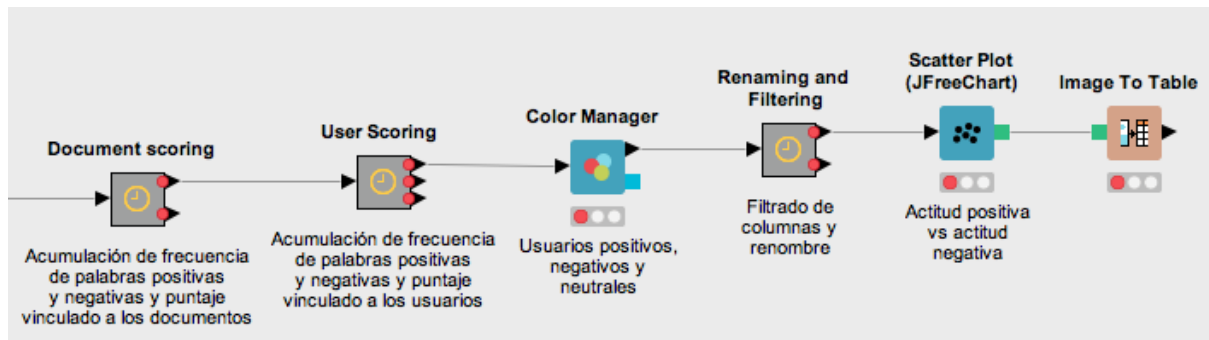 Document scoring
Acumulación de frecuencia
de palabras positivas
y negativas y puntaje
vinculado a los documentos
User Scoring
Acumulación de frecuencia
de palabras positivas
y negativas y puntaje
vinculado a los usuarios
Color Manager
Usuarios positivos,
negativos y
neutrales
Renaming and
Filtering
Filtrado de
columnas y
renombre
Scatter Plot
(JFreeChart)
Actitud positiva
vs actitud
negativa
Image To Table